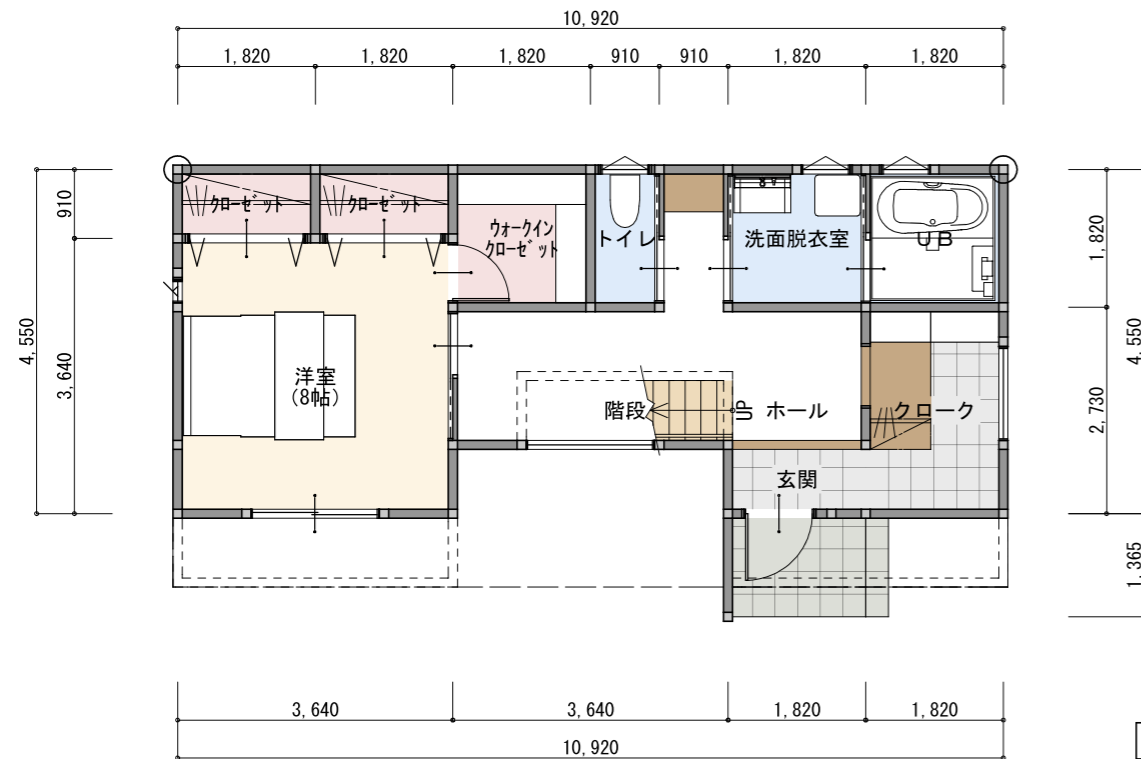 10,920
1,820
1,820
1,820
910
910
1,820
1,820
910
3,640
4,550
クローゼット
クローゼット
ウォークイン
クローゼット
トイレ
洗面脱衣室
UB
洋室
(8帖)
階段
UP
ホール
クローク
玄関
1,820
2,730
4,550
1,365
3,640
3,640
1,820
1,820
10,920